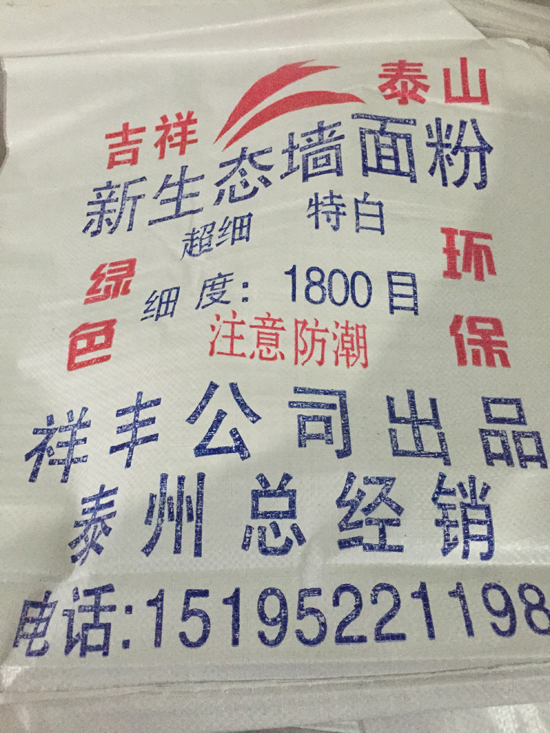 吉祥 泰山
新生态墙面粉
超细 特白
绿色 环保
细度：1800目
注意防潮
祥丰公司出品
泰州总经销
电话:15195221198